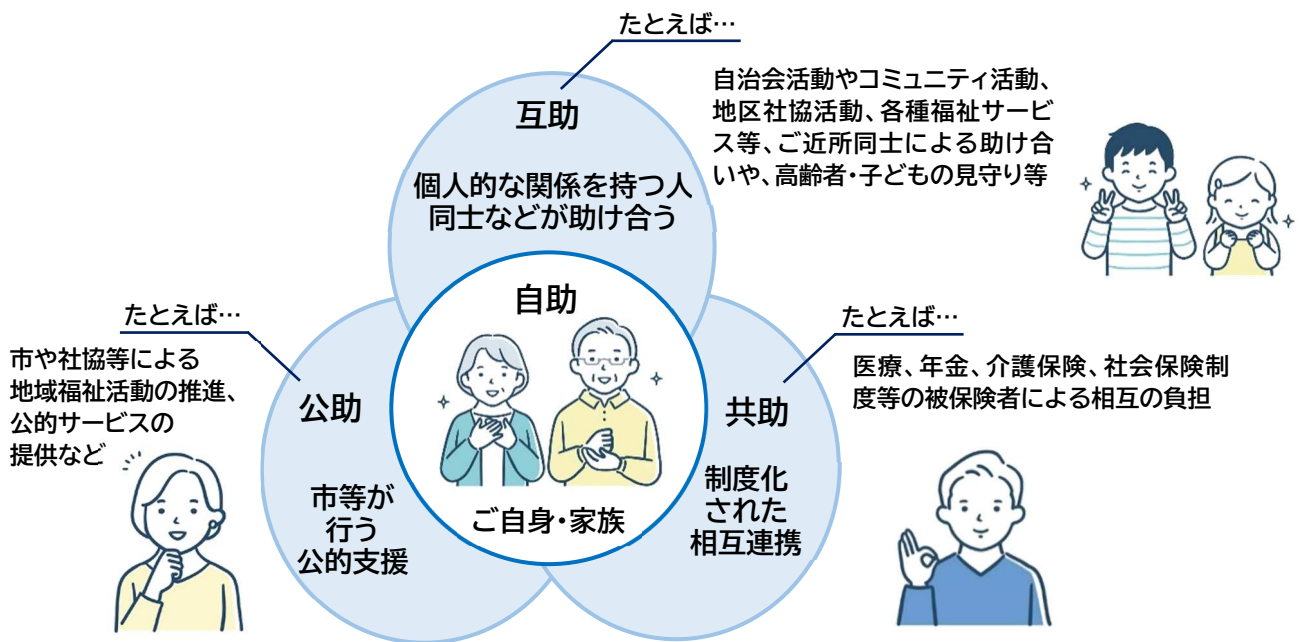 たとえば…
自治会活動やコミュニティ活動、
地区社協活動、各種福祉サービ
ス等、ご近所同士による助け合
いや、高齢者・子どもの見守り等
互助
個人的な関係を持つ人
同士などが助け合う
自助
ご自身・家族
たとえば…
市や社協等による
地域福祉活動の推進、
公的サービスの
提供など
公助
市等が
行う
公的支援
たとえば…
医療、年金、介護保険、社会保険制
度等の被保険者による相互の負担
共助
制度化
された
相互連携